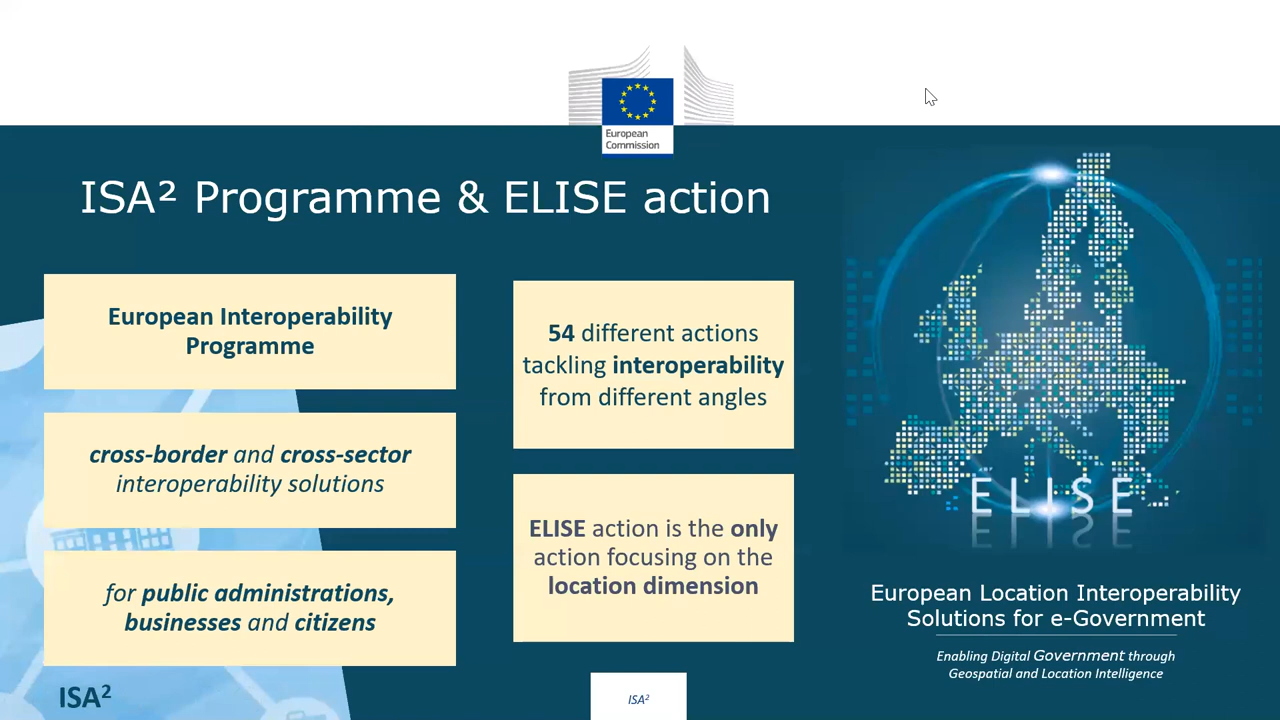 European
Commission
ISA² Programme & ELISE action
European Interoperability
Programme
cross-border and cross-sector
interoperability solutions
for public administrations,
businesses and citizens
54 different actions
tackling interoperability
from different angles
ELISE action is the only
action focusing on the
location dimension
ELISE
European Location Interoperability
Solutions for e-Government
Enabling Digital Government through
Geospatial and Location Intelligence
ISA²
ISA²